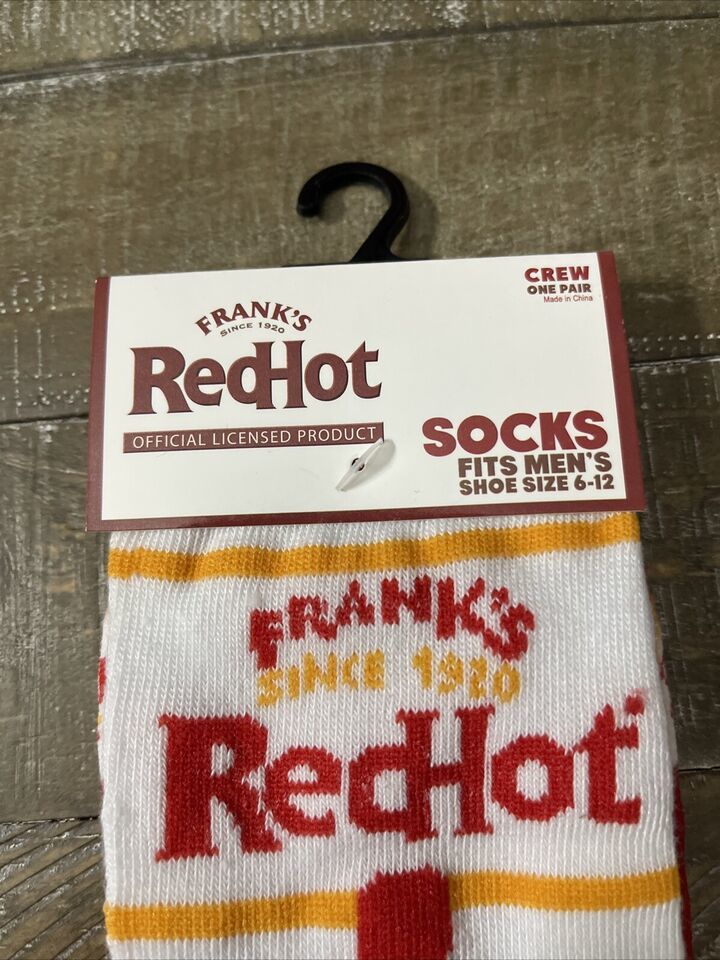 CREW
ONE PAIR
Made in China
FRANK'S
SINCE 1920
RedHot
OFFICIAL LICENSED PRODUCT
SOCKS
FITS MEN'S
SHOE SIZE 6-12
FRANK'S
SINCE 1920
RedHot